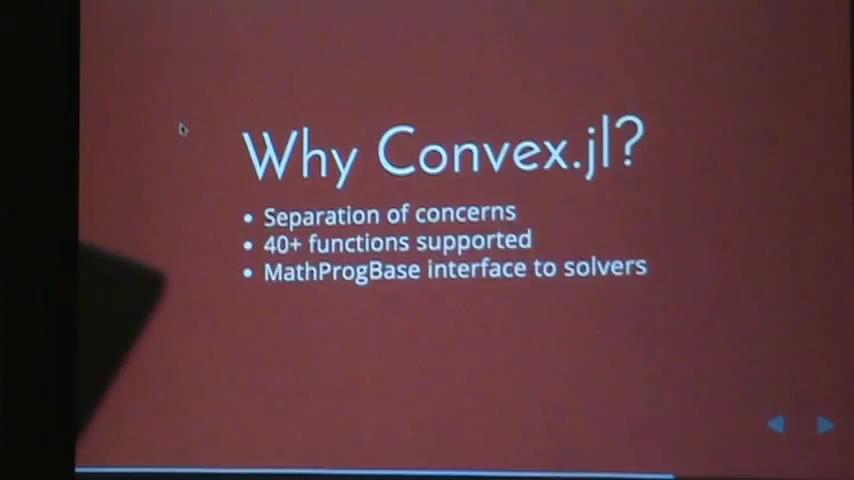 Why Convex.jl?
• Separation of concerns
• 40+ functions supported
• MathProgBase interface to solvers